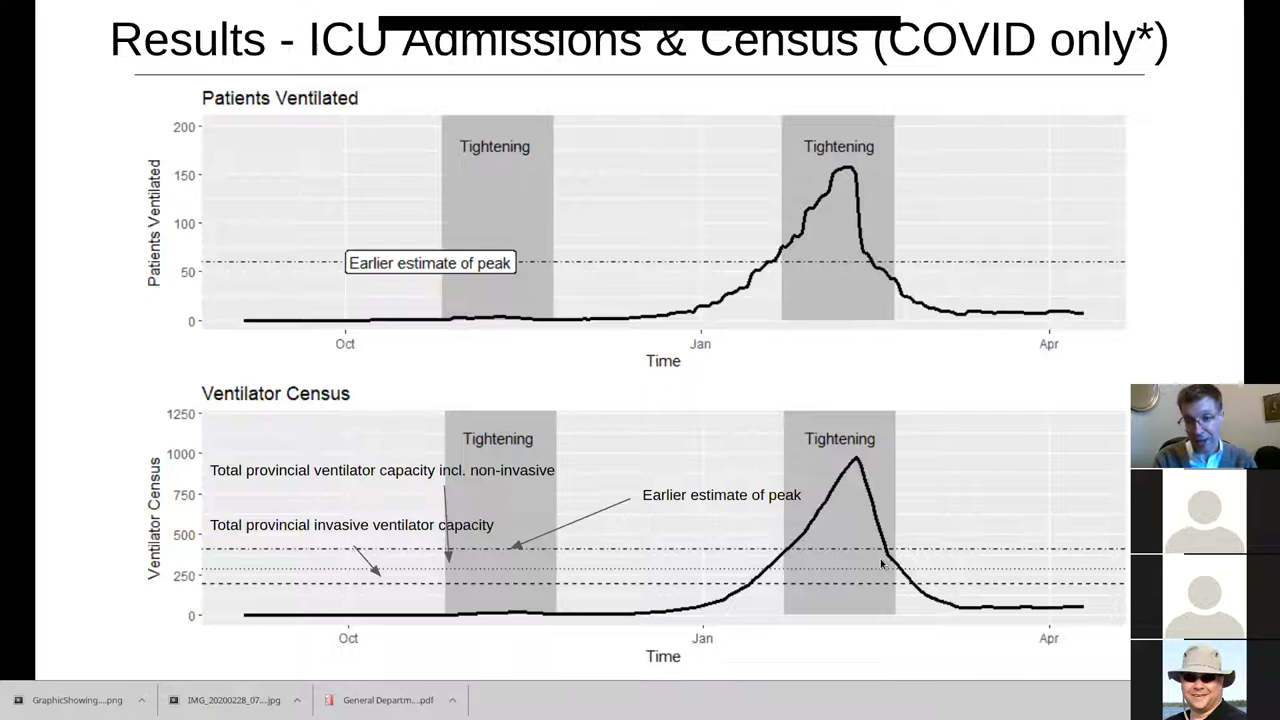 Results - ICU Admissions & Census (COVID only*)
Patients Ventilated
200
150
100
50
0
Patients Ventilated
Tightening
Tightening
Earlier estimate of peak
Oct
Jan
Apr
Time
Ventilator Census
1250
1000
750
500
250
0
Ventilator Census
Tightening
Tightening
Total provincial ventilator capacity incl. non-invasive
Earlier estimate of peak
Total provincial invasive ventilator capacity
Oct
Jan
Apr
Time
GraphicShowing....png
IMG_20200228_07...jpg
General Departm....pdf